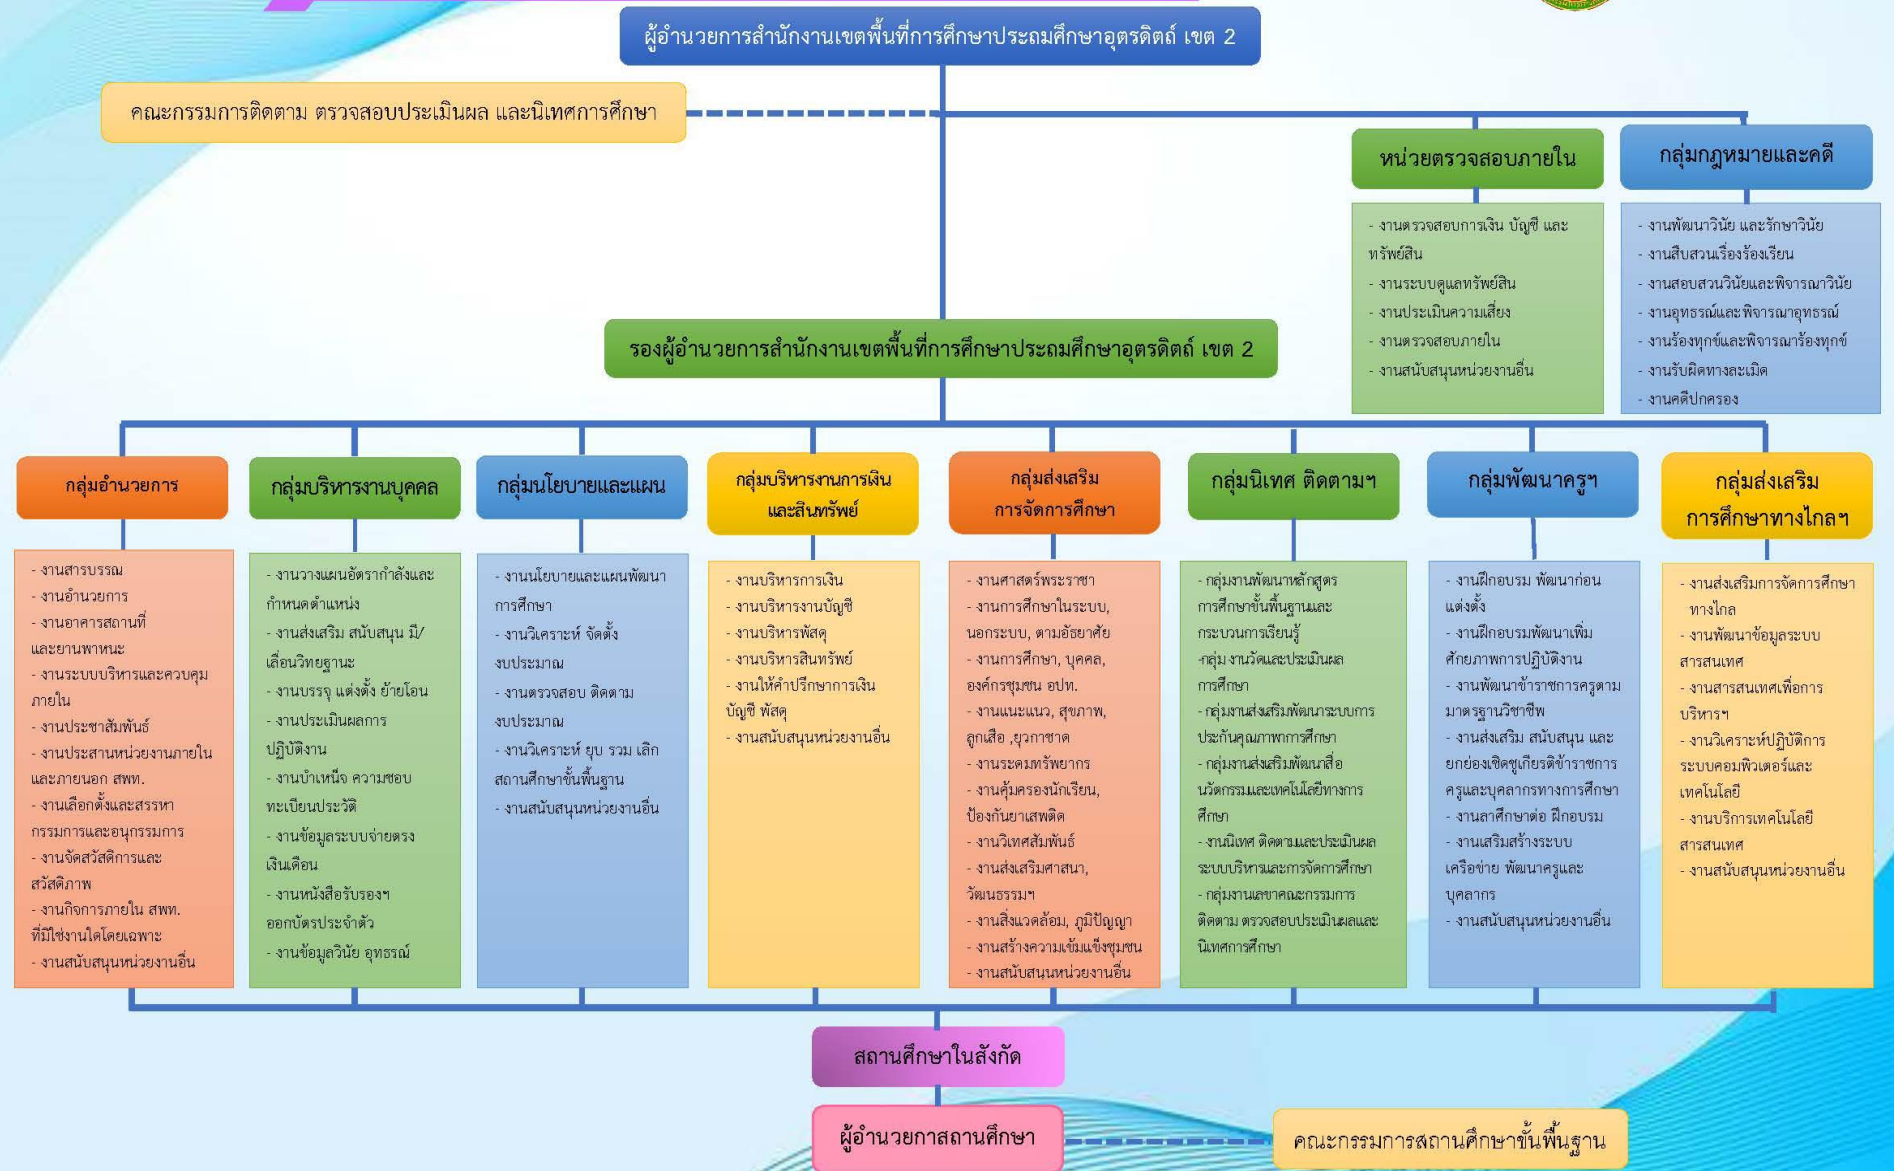 ผู้อำนวยการสำนักงานเขตพื้นที่การศึกษาประถมศึกษาอุตรดิตถ์ เขต 2
คณะกรรมการติดตาม ตรวจสอบประเมินผล และนิเทศการศึกษา
หน่วยตรวจสอบภายใน
- งานตรวจสอบการเงิน บัญชี และ
ทรัพย์สิน
- งานระบบดูแลทรัพย์สิน
- งานประเมินความเสี่ยง
- งานตรวจสอบภายใน
- งานสนับสนุนหน่วยงานอื่น
กลุ่มกฎหมายและคดี
- งานพัฒนาวินัย และรักษาวินัย
- งานสืบสวนเรื่องร้องเรียน
- งานสอบสวนวินัยและพิจารณาวินัย
- งานอุทธรณ์และพิจารณาอุทธรณ์
- งานร้องทุกข์และพิจารณาร้องทุกข์
- งานรับผิดทางละเมิด
- งานคดีปกครอง
รองผู้อำนวยการสำนักงานเขตพื้นที่การศึกษาประถมศึกษาอุตรดิตถ์ เขต 2
กลุ่มอำนวยการ
- งานสารบรรณ
- งานอำนวยการ
- งานอาคารสถานที่
และยานพาหนะ
- งานระบบบริหารและควบคุม
ภายใน
- งานประชาสัมพันธ์
- งานประสานหน่วยงานภายใน
และภายนอก สพท.
- งานเลือกตั้งและสรรหา
กรรมการและอนุกรรมการ
- งานจัดสวัสดิการและ
สวัสดิภาพ
- งานกิจการภายใน สพท.
ที่มิใช่งานใดโดยเฉพาะ
- งานสนับสนุนหน่วยงานอื่น
กลุ่มบริหารงานบุคคล
- งานวางแผนอัตรากำลังและ
กำหนดตำแหน่ง
- งานส่งเสริม สนับสนุน มี/
เลื่อนวิทยฐานะ
- งานบรรจุ แต่งตั้ง ย้ายโอน
- งานประเมินผลการ
ปฏิบัติงาน
- งานบำเหน็จ ความชอบ
ทะเบียนประวัติ
- งานข้อมูลระบบจ่ายตรง
เงินเดือน
- งานหนังสือรับรองฯ
ออกบัตรประจำตัว
- งานข้อมูลวินัย อุทธรณ์
กลุ่มนโยบายและแผน
- งานนโยบายและแผนพัฒนา
การศึกษา
- งานวิเคราะห์ จัดตั้ง
งบประมาณ
- งานตรวจสอบ ติดตาม
งบประมาณ
- งานวิเคราะห์ ยุบ รวม เลิก
สถานศึกษาขั้นพื้นฐาน
- งานสนับสนุนหน่วยงานอื่น
กลุ่มบริหารงานการเงิน
และสินทรัพย์
- งานบริหารการเงิน
- งานบริหารงานบัญชี
- งานบริหารพัสดุ
- งานบริหารสินทรัพย์
- งานให้คำปรึกษาการเงิน
บัญชี พัสดุ
- งานสนับสนุนหน่วยงานอื่น
กลุ่มส่งเสริม
การจัดการศึกษา
- งานศาสตร์พระราชา
- งานการศึกษาในระบบ,
นอกระบบ, ตามอัธยาศัย
- งานการศึกษา, บุคคล,
องค์กรชุมชน อปท.
- งานแนะแนว, สุขภาพ,
ลูกเสือ ,ยุวกาชาด
- งานระดมทรัพยากร
- งานคุ้มครองนักเรียน,
ป้องกันยาเสพติด
- งานวิเทศสัมพันธ์
- งานส่งเสริมศาสนา,
วัฒนธรรมฯ
- งานสิ่งแวดล้อม, ภูมิปัญญา
- งานสร้างความเข้มแข็งชุมชน
- งานสนับสนุนหน่วยงานอื่น
กลุ่มนิเทศ ติดตามฯ
- กลุ่มงานพัฒนาหลักสูตร
การศึกษาขั้นพื้นฐานและ
กระบวนการเรียนรู้
-กลุ่ม งานวัดและประเมินผล
การศึกษา
- กลุ่มงานส่งเสริมพัฒนาระบบการ
ประกันคุณภาพการศึกษา
- กลุ่มงานส่งเสริมพัฒนาสื่อ
นวัตกรรมและเทคโนโลยีทางการ
ศึกษา
- งานนิเทศ ติดตามและประเมินผล
ระบบบริหารและการจัดการศึกษา
- กลุ่มงานเลขาคณะกรรมการ
ติดตาม ตรวจสอบประเมินผลและ
นิเทศการศึกษา
กลุ่มพัฒนาครูฯ
- งานฝึกอบรม พัฒนาก่อน
แต่งตั้ง
- งานฝึกอบรมพัฒนาเพิ่ม
ศักยภาพการปฏิบัติงาน
- งานพัฒนาข้าราชการครูตาม
มาตรฐานวิชาชีพ
- งานส่งเสริม สนับสนุน และ
ยกย่องเชิดชูเกียรติข้าราชการ
ครูและบุคลากรทางการศึกษา
- งานลาศึกษาต่อ ฝึกอบรม
- งานเสริมสร้างระบบ
เครือข่าย พัฒนาครูและ
บุคลากร
- งานสนับสนุนหน่วยงานอื่น
กลุ่มส่งเสริม
การศึกษาทางไกลฯ
- งานส่งเสริมการจัดการศึกษา
ทางไกล
- งานพัฒนาข้อมูลระบบ
สารสนเทศ
- งานสารสนเทศเพื่อการ
บริหารฯ
- งานวิเคราะห์ปฏิบัติการ
ระบบคอมพิวเตอร์และ
เทคโนโลยี
- งานบริการเทคโนโลยี
สารสนเทศ
- งานสนับสนุนหน่วยงานอื่น
สถานศึกษาในสังกัด
ผู้อำนวยกาสถานศึกษา
คณะกรรมการสถานศึกษาขั้นพื้นฐาน